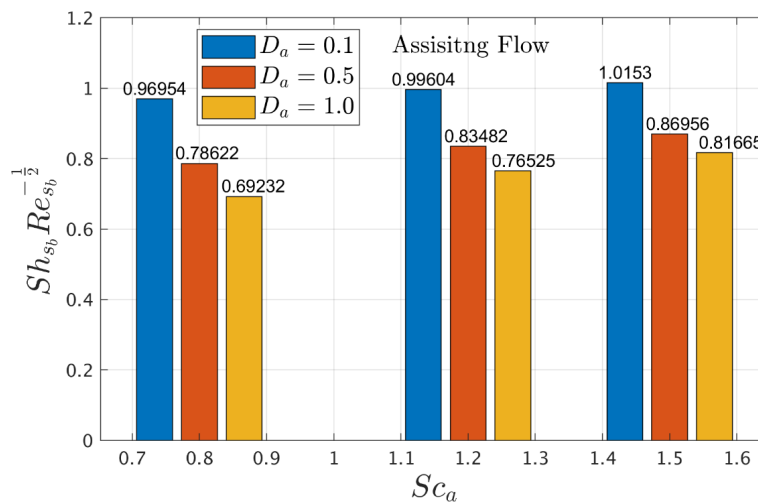 1.2
1
0.8
0.6
0.4
0.2
0
Sh_{s_b} Re_{s_b}^{-\frac{1}{2}}
D_a = 0.1
D_a = 0.5
D_a = 1.0
Assisitng Flow
0.96954
0.78622
0.69232
0.99604
0.83482
0.76525
1.0153
0.86956
0.81665
0.7 0.8 0.9 1 1.1 1.2 1.3 1.4 1.5 1.6
Sc_a